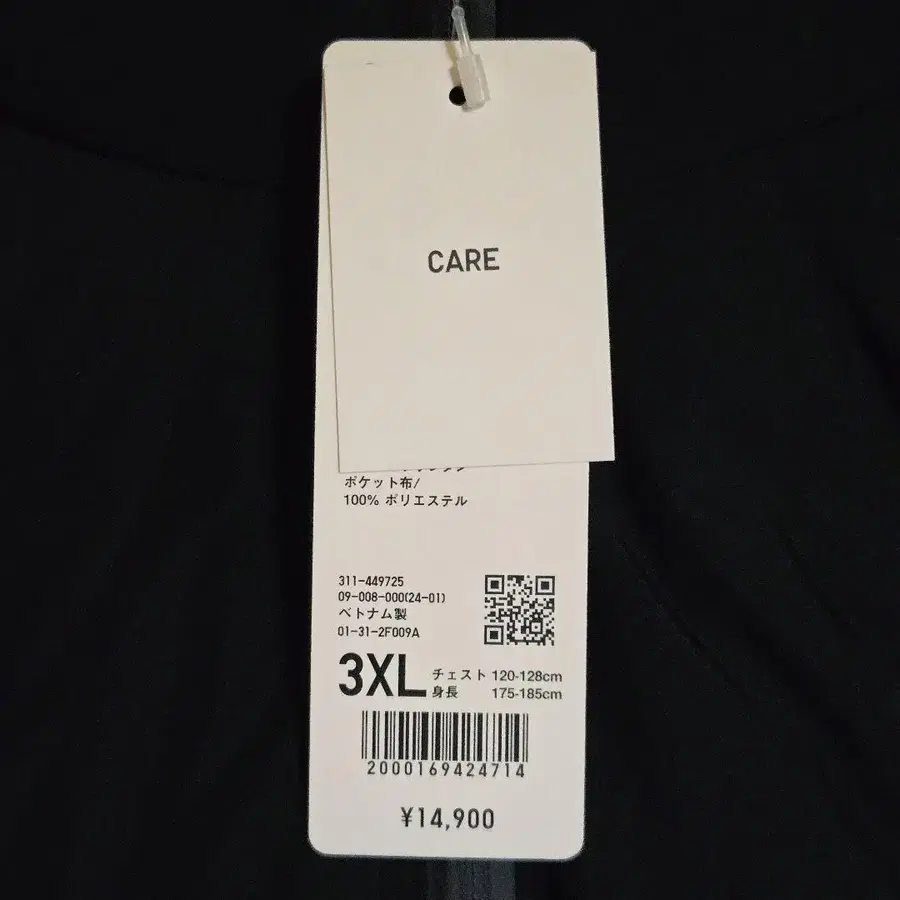 CARE
ポケット布/
100% ポリエステル
311-449725
09-008-000(24-01)
ベトナム製
01-31-2F009A
3XL
チェスト 120-128cm
身長 175-185cm
2000169424714
¥14,900